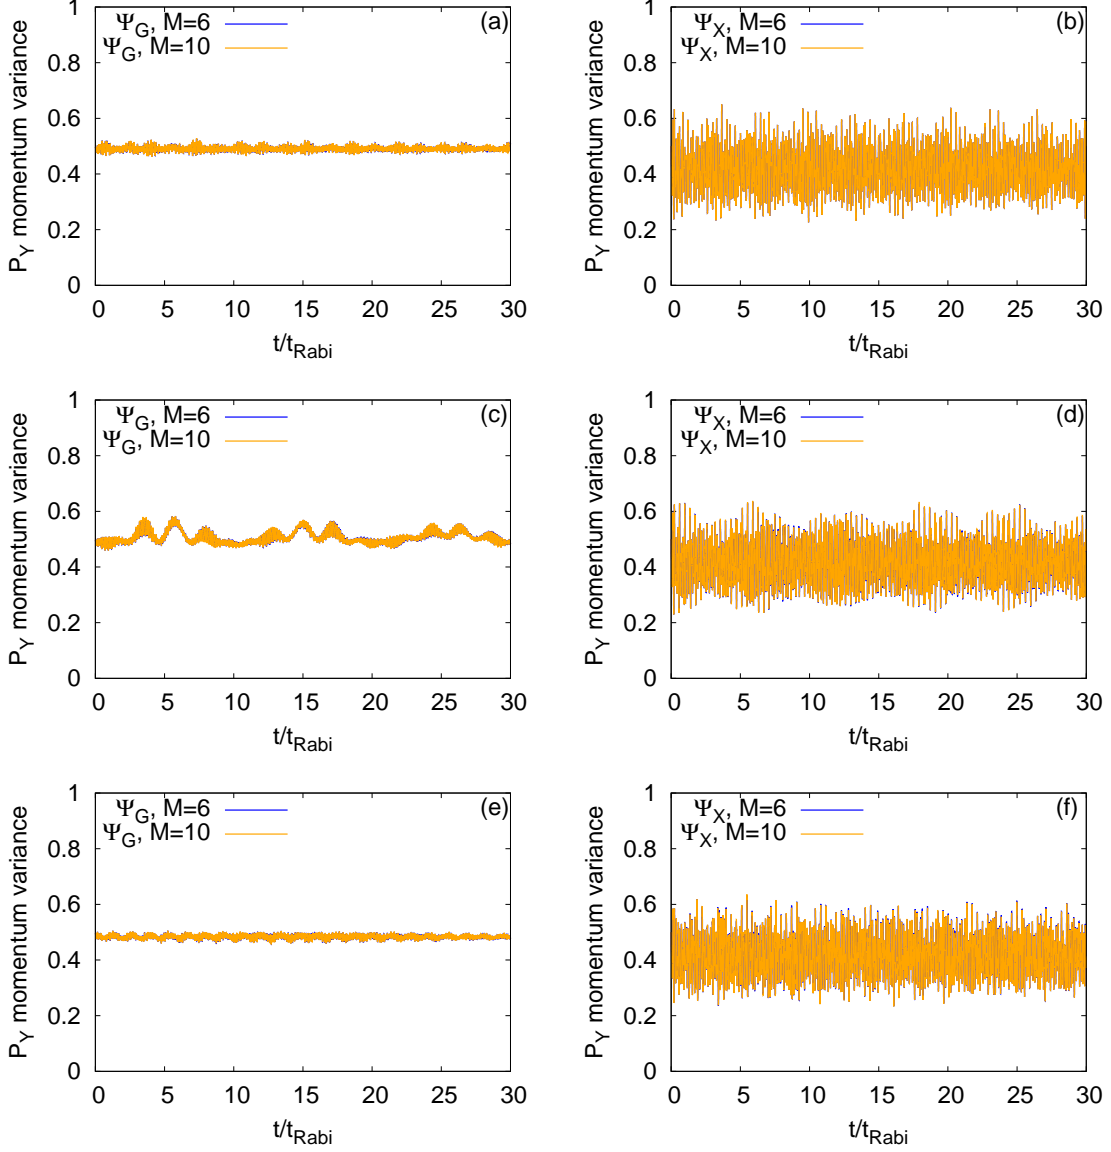 (a)
Ψ_G, M=6
Ψ_G, M=10
P_Y momentum variance
1
0.8
0.6
0.4
0.2
0
0 5 10 15 20 25 30
t/t_Rabi
(b)
Ψ_X, M=6
Ψ_X, M=10
P_Y momentum variance
1
0.8
0.6
0.4
0.2
0
0 5 10 15 20 25 30
t/t_Rabi
(c)
Ψ_G, M=6
Ψ_G, M=10
P_Y momentum variance
1
0.8
0.6
0.4
0.2
0
0 5 10 15 20 25 30
t/t_Rabi
(d)
Ψ_X, M=6
Ψ_X, M=10
P_Y momentum variance
1
0.8
0.6
0.4
0.2
0
0 5 10 15 20 25 30
t/t_Rabi
(e)
Ψ_G, M=6
Ψ_G, M=10
P_Y momentum variance
1
0.8
0.6
0.4
0.2
0
0 5 10 15 20 25 30
t/t_Rabi
(f)
Ψ_X, M=6
Ψ_X, M=10
P_Y momentum variance
1
0.8
0.6
0.4
0.2
0
0 5 10 15 20 25 30
t/t_Rabi